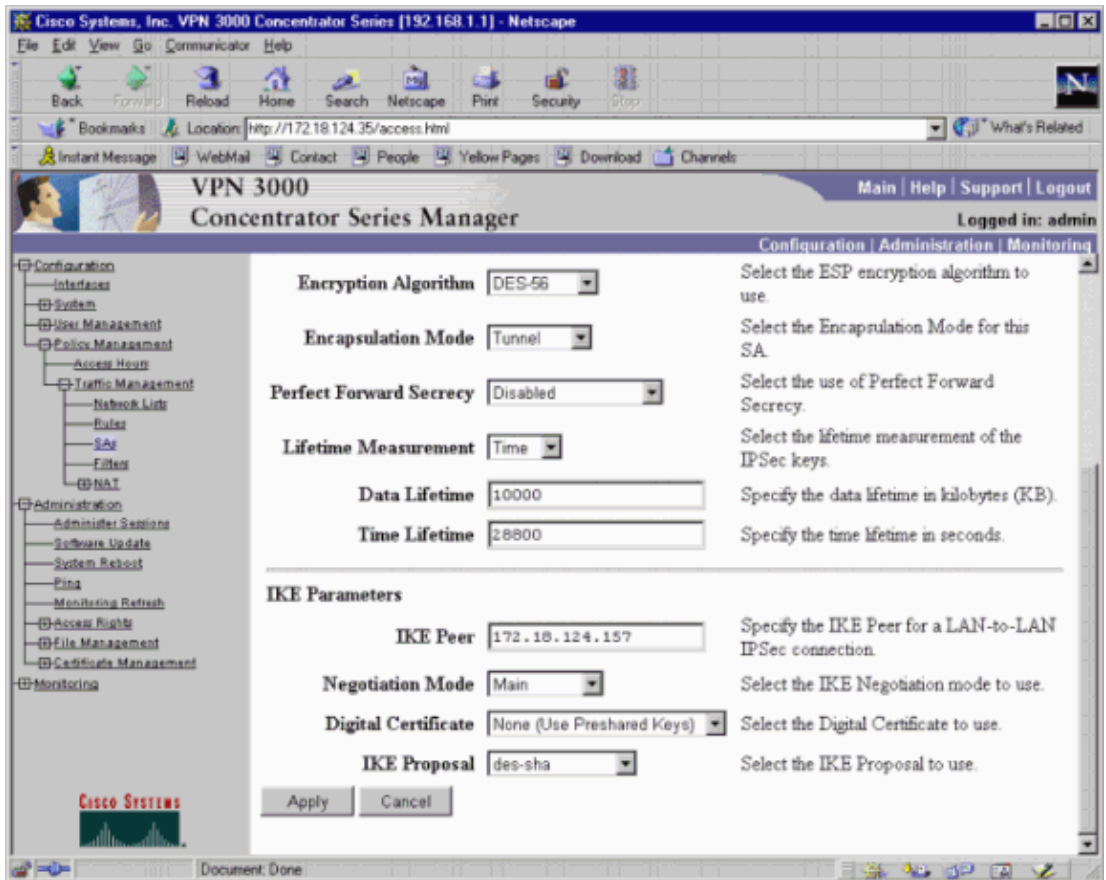 Cisco Systems, Inc. VPN 3000 Concentrator Series [192.168.1.1] - Netscape
File Edit View Go Communicator Help
Back Forward Reload Home Search Netscape Print Security Stop
Bookmarks Location: http://172.18.124.35/access.html What's Related
Instant Message WebMail Contact People Yellow Pages Download Channels
VPN 3000
Concentrator Series Manager
Main | Help | Support | Logout
Logged in: admin
Configuration | Administration | Monitoring
Configuration
Interfaces
System
User Management
Policy Management
Access Hours
Traffic Management
Network Lists
Rules
SAs
Filters
NAT
Administration
Administer Sessions
Software Update
System Reboot
Ping
Monitoring Refresh
Access Rights
File Management
Certificate Management
Monitoring
CISCO SYSTEMS
Encryption Algorithm DES-56 Select the ESP encryption algorithm to
use.
Encapsulation Mode Tunnel Select the Encapsulation Mode for this
SA.
Perfect Forward Secrecy Disabled Select the use of Perfect Forward
Secrecy.
Lifetime Measurement Time Select the lifetime measurement of the
IPSec keys.
Data Lifetime 10000 Specify the data lifetime in kilobytes (KB).
Time Lifetime 28800 Specify the time lifetime in seconds.
IKE Parameters
IKE Peer 172.18.124.157 Specify the IKE Peer for a LAN-to-LAN
IPSec connection.
Negotiation Mode Main Select the IKE Negotiation mode to use.
Digital Certificate None (Use Preshared Keys) Select the Digital Certificate to use.
IKE Proposal des-sha Select the IKE Proposal to use.
Apply Cancel
Document: Done